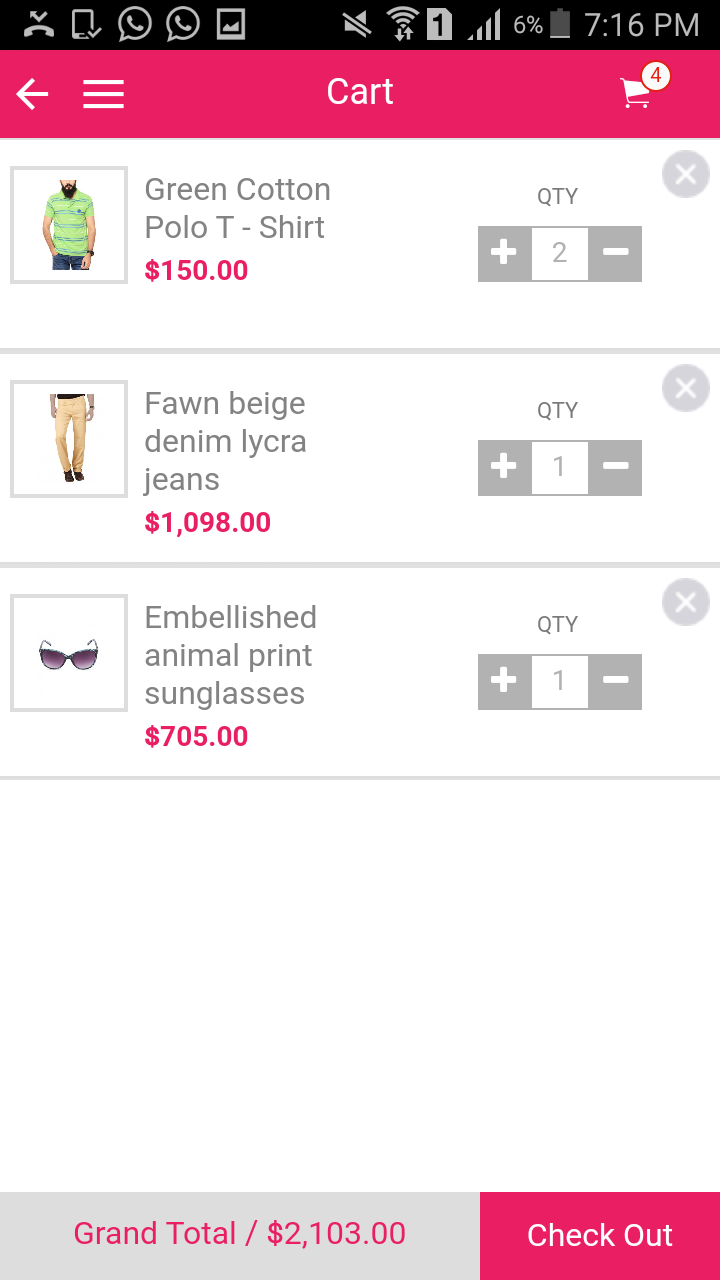 1 6% 7:16 PM
Cart
4
Green Cotton
Polo T - Shirt
$150.00
QTY
2
Fawn beige
denim lycra
jeans
$1,098.00
QTY
1
Embellished
animal print
sunglasses
$705.00
QTY
1
Grand Total / $2,103.00
Check Out